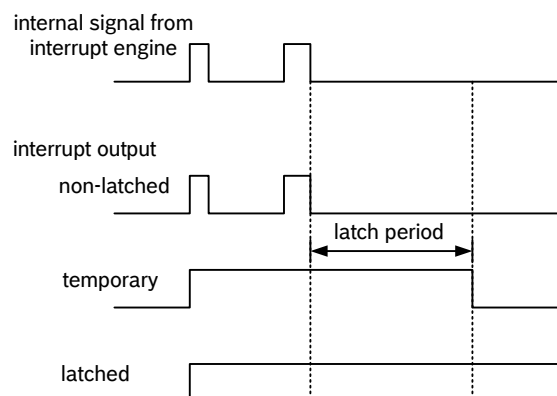 internal signal from
interrupt engine
interrupt output
non-latched
latch period
temporary
latched